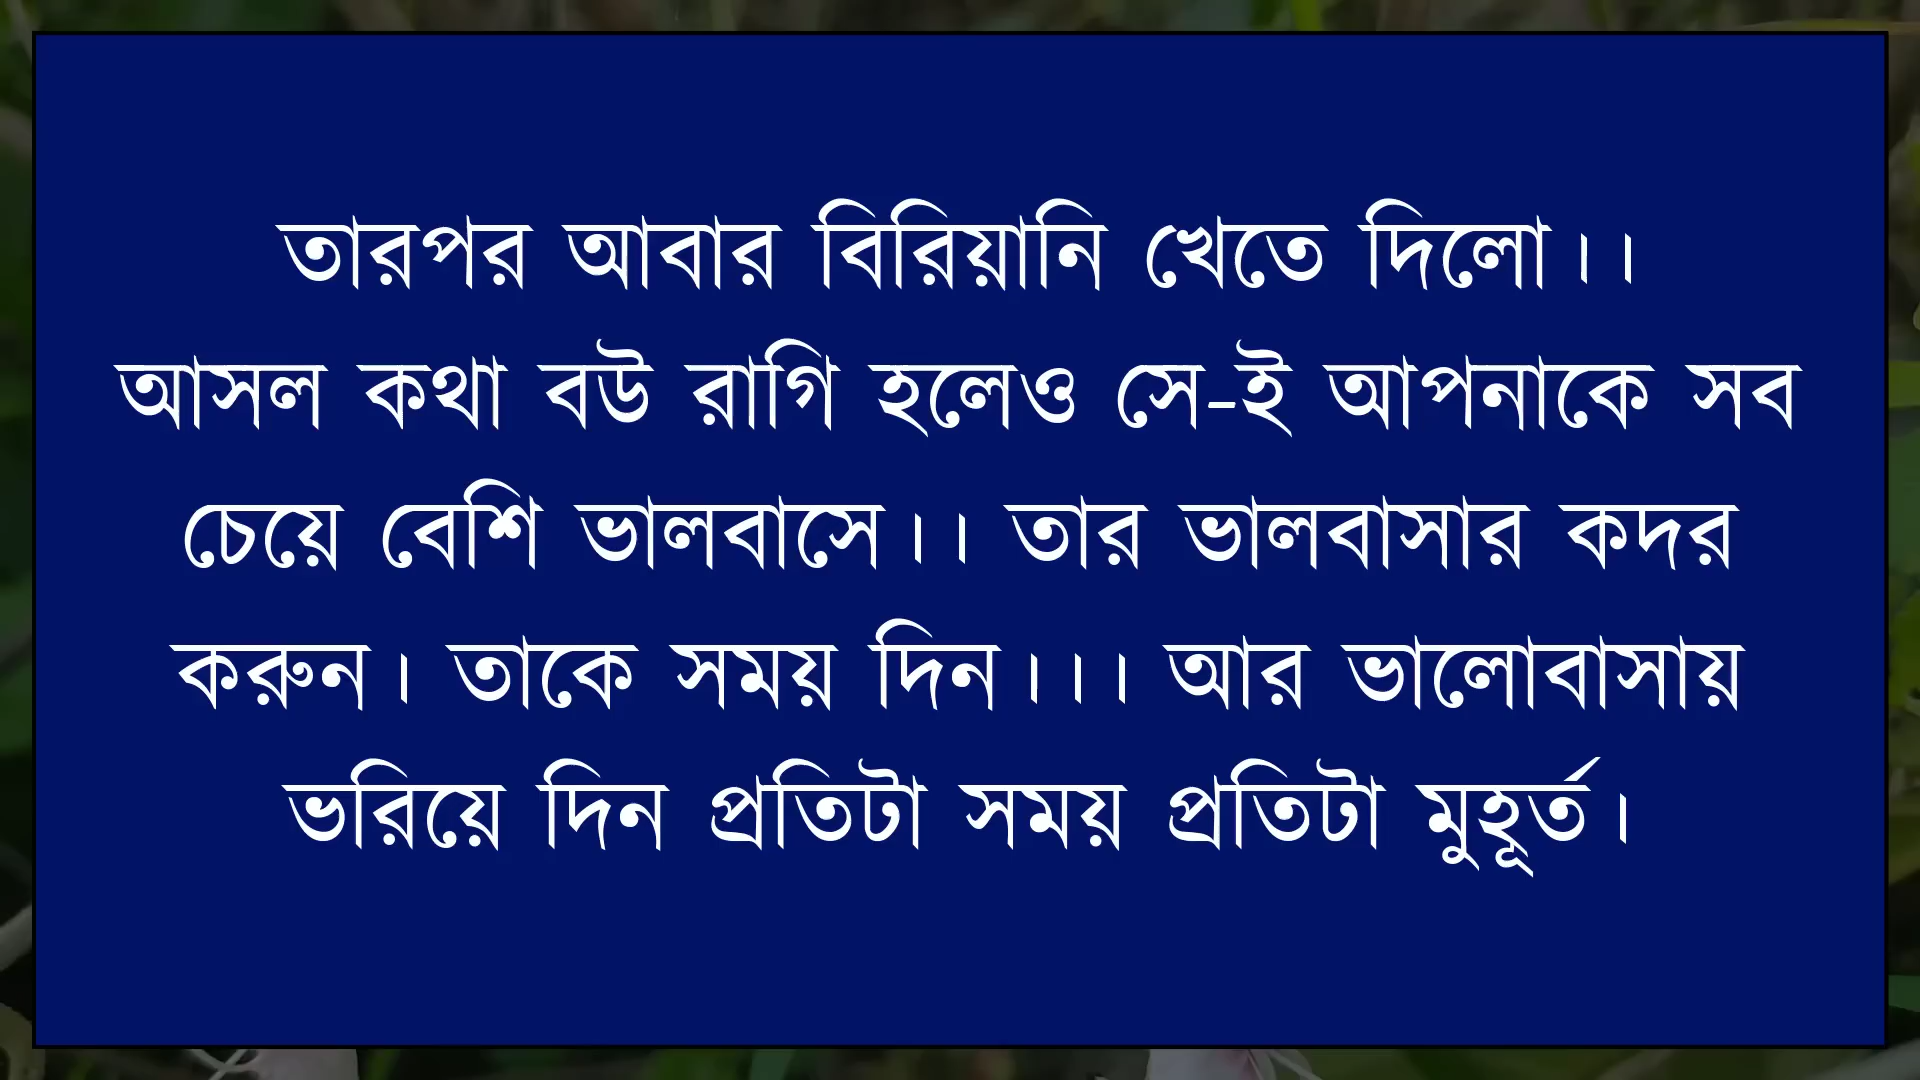 তারপর আবার বিরিয়ানি খেতে দিলো।।
আসল কথা বউ রাগি হলেও সে-ই আপনাকে সব
চেয়ে বেশি ভালবাসে।। তার ভালবাসার কদর
করুন। তাকে সময় দিন।।। আর ভালোবাসায়
ভরিয়ে দিন প্রতিটা সময় প্রতিটা মুহূর্ত।